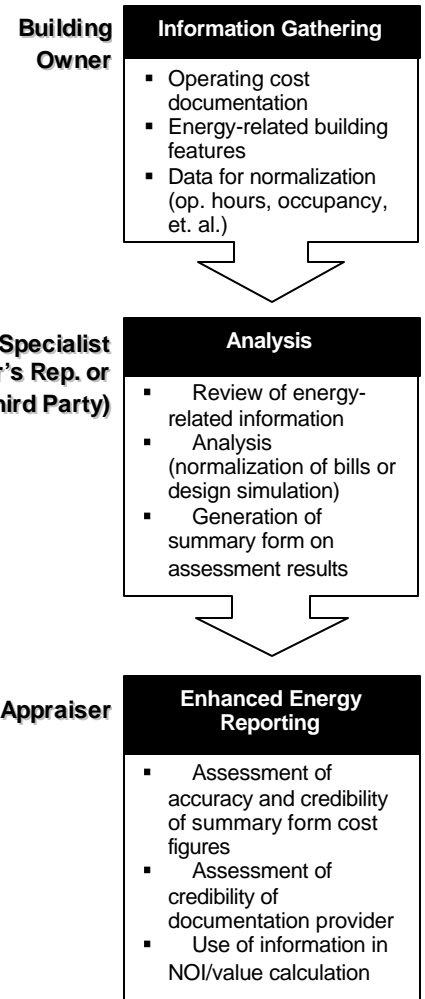 Building
Owner
Information Gathering
▪ Operating cost
documentation
▪ Energy-related building
features
▪ Data for normalization
(op. hours, occupancy,
et. al.)
Specialist
r's Rep. or
hird Party)
Analysis
▪ Review of energy-
related information
▪ Analysis
(normalization of bills or
design simulation)
▪ Generation of
summary form on
assessment results
Appraiser
Enhanced Energy
Reporting
▪ Assessment of
accuracy and credibility
of summary form cost
figures
▪ Assessment of
credibility of
documentation provider
▪ Use of information in
NOI/value calculation